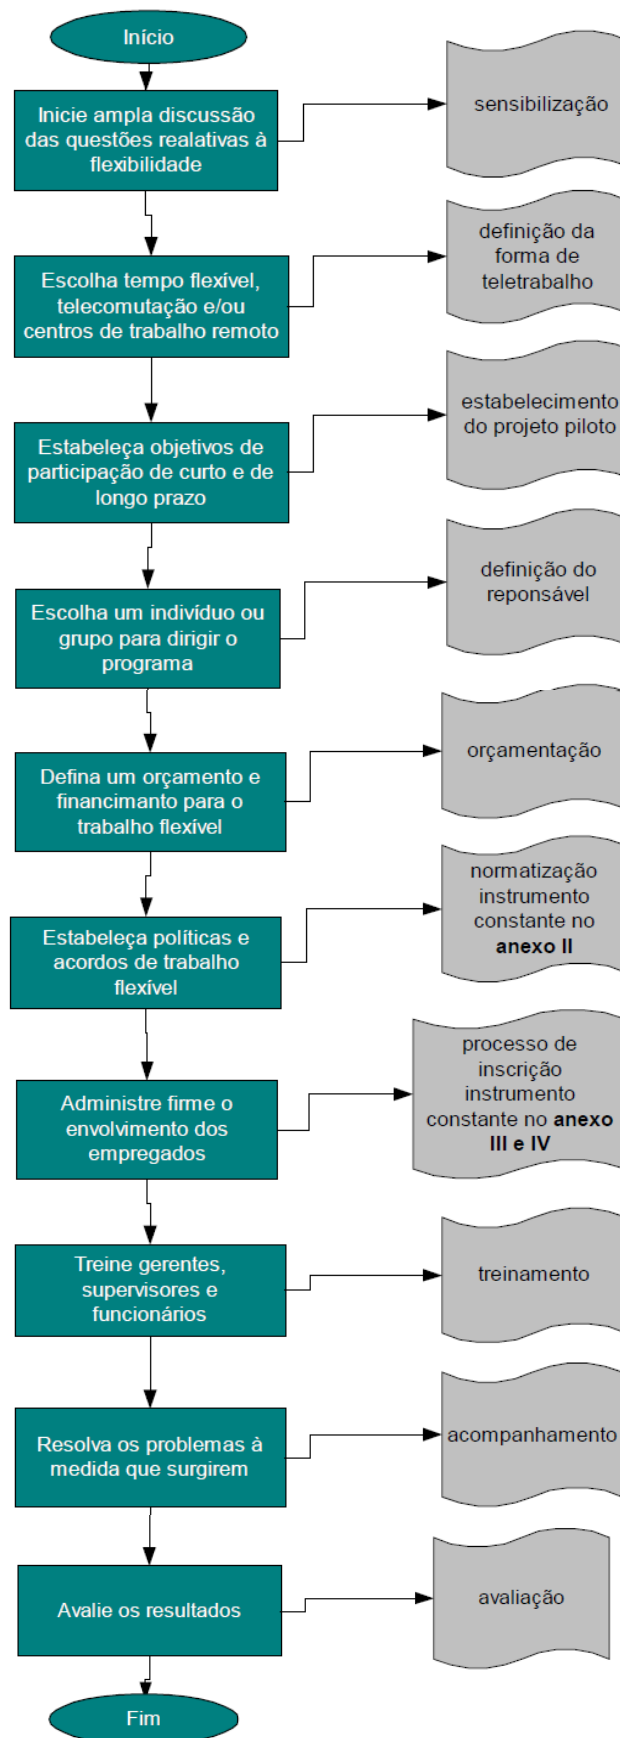 Início
Inicie ampla discussão
das questões realativas à
flexibilidade
sensibilização
Escolha tempo flexível,
telecomutação e/ou
centros de trabalho remoto
definição da
forma de
teletrabalho
Estabeleça objetivos de
participação de curto e de
longo prazo
estabelecimento
do projeto piloto
Escolha um indivíduo ou
grupo para dirigir o
programa
definição do
reponsável
Defina um orçamento e
financimanto para o
trabalho flexível
orçamentação
Estabeleça políticas e
acordos de trabalho
flexível
normatização
instrumento
constante no
anexo II
Administre firme o
envolvimento dos
empregados
processo de
inscrição
instrumento
constante no anexo
III e IV
Treine gerentes,
supervisores e
funcionários
treinamento
Resolva os problemas à
medida que surgirem
acompanhamento
Avalie os resultados
avaliação
Fim